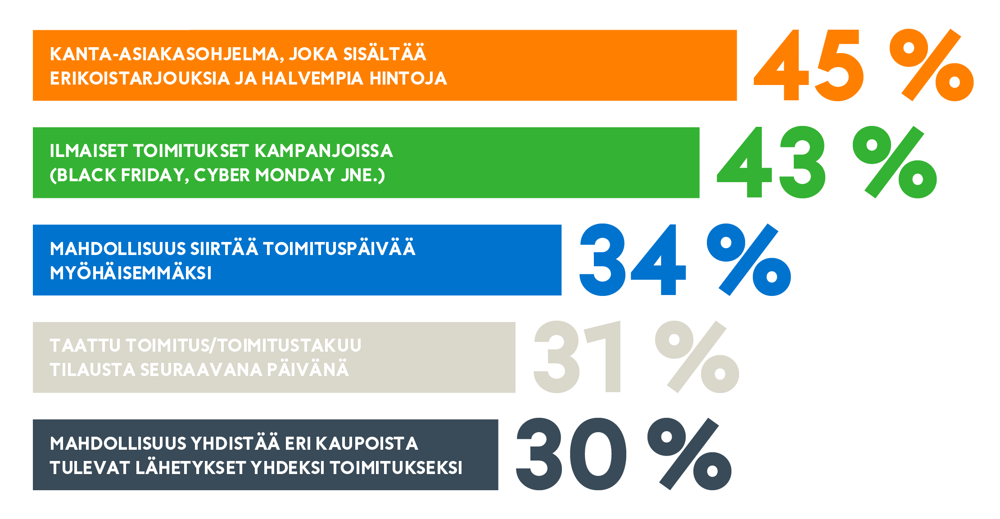 KANTA-ASIAKASOHJELMA, JOKA SISÄLTÄÄ
ERIKOISTARJOUKSIA JA HALVEMPIA HINTOJA
45 %
ILMAISET TOIMITUKSET KAMPANJOISSA
(BLACK FRIDAY, CYBER MONDAY JNE.)
43 %
MAHDOLLISUUS SIIRTÄÄ TOIMITUSPÄIVÄÄ
MYÖHÄISEMMÄKSI
34 %
TAATTU TOIMITUS/TOIMITUSTAKUU
TILAUSTA SEURAAVANA PÄIVÄNÄ
31 %
MAHDOLLISUUS YHDISTÄÄ ERI KAUPOISTA
TULEVAT LÄHETYKSET YHDEKSI TOIMITUKSEKSI
30 %